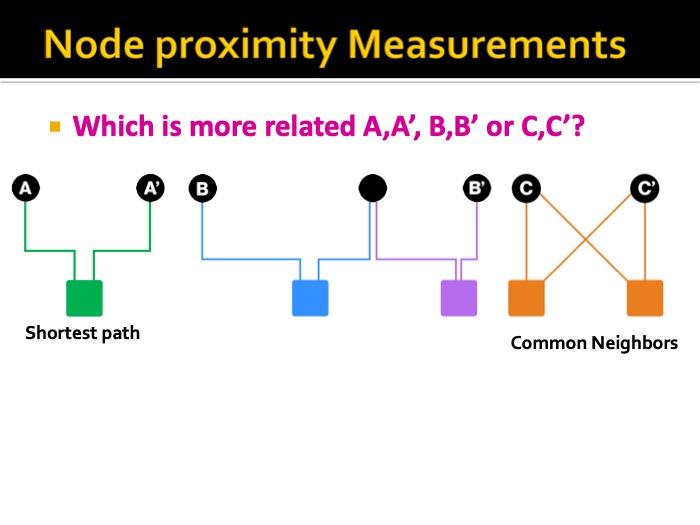 Node proximity Measurements
Which is more related A,A’, B,B’ or C,C’?
A A’ B B’ C C’
Shortest path
Common Neighbors